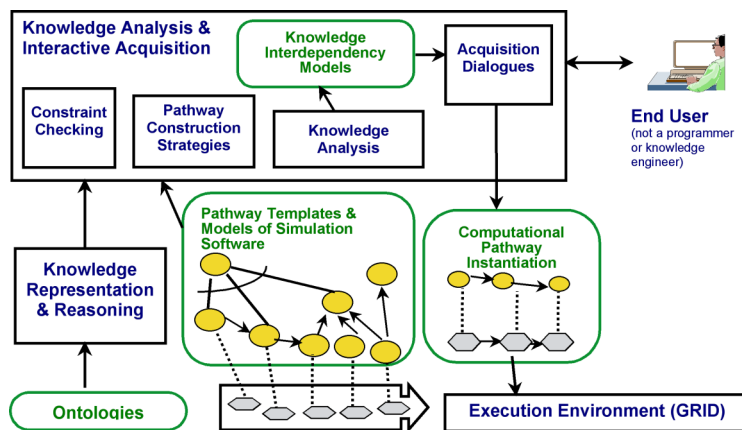 Knowledge Analysis &
Interactive Acquisition
Knowledge
Interdependency
Models
Acquisition
Dialogues
Constraint
Checking
Pathway
Construction
Strategies
Knowledge
Analysis
End User
(not a programmer
or knowledge
engineer)
Pathway Templates &
Models of Simulation
Software
Computational
Pathway
Instantiation
Knowledge
Representation
& Reasoning
Ontologies
Execution Environment (GRID)